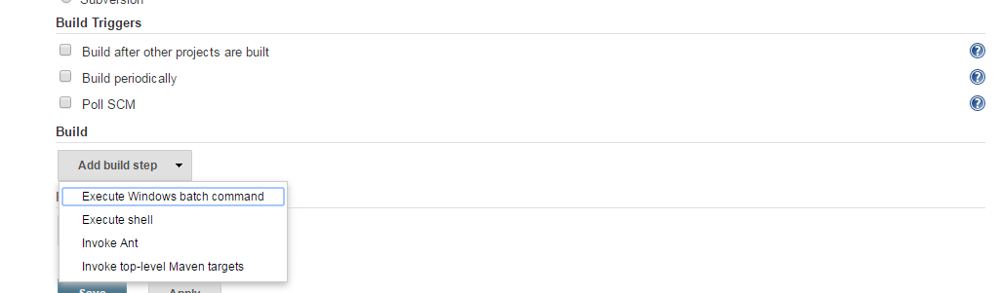 Subversion
Build Triggers
Build after other projects are built
?
Build periodically
?
Poll SCM
?
Build
Add build step
Execute Windows batch command
Execute shell
Invoke Ant
Invoke top-level Maven targets
Save Apply